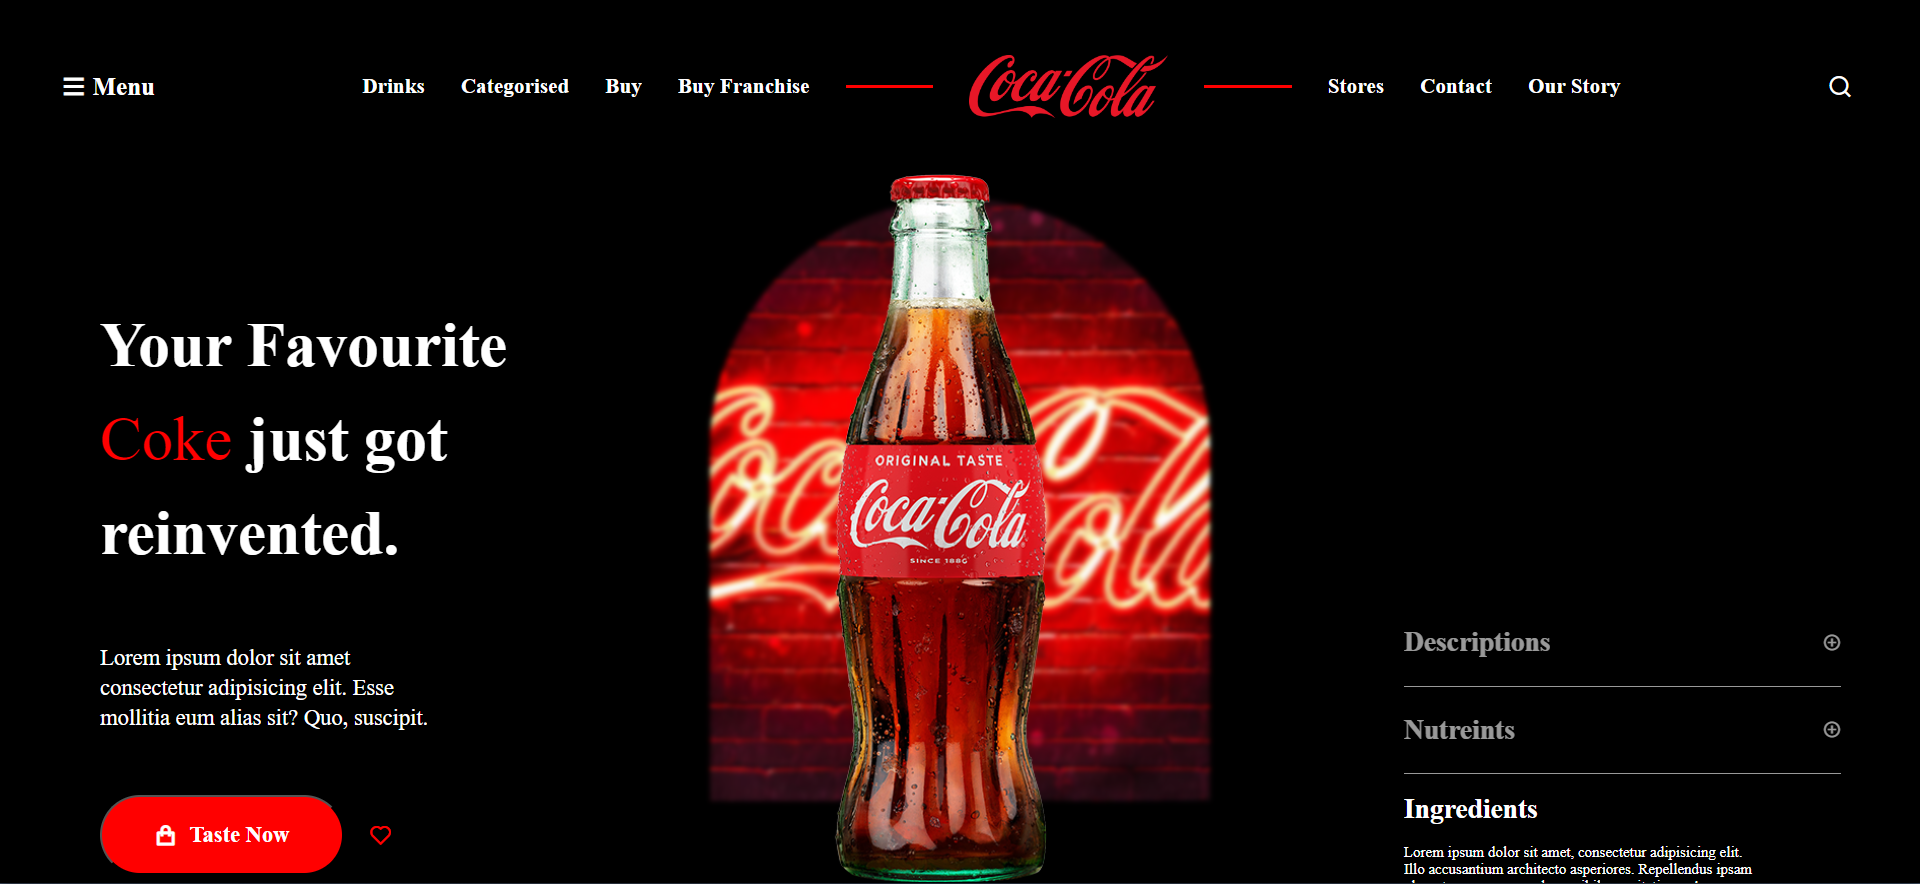 Menu
Drinks Categorised Buy Buy Franchise Coca-Cola Stores Contact Our Story
Your Favourite
Coke just got
reinvented.
Lorem ipsum dolor sit amet
consectetur adipisicing elit. Esse
mollitia eum alias sit? Quo, suscipit.
Taste Now
ORIGINAL TASTE
Coca-Cola
SINCE 1886
Descriptions
Nutreints
Ingredients
Lorem ipsum dolor sit amet, consectetur adipisicing elit.
Illo accusantium architecto asperiores. Repellendus ipsam